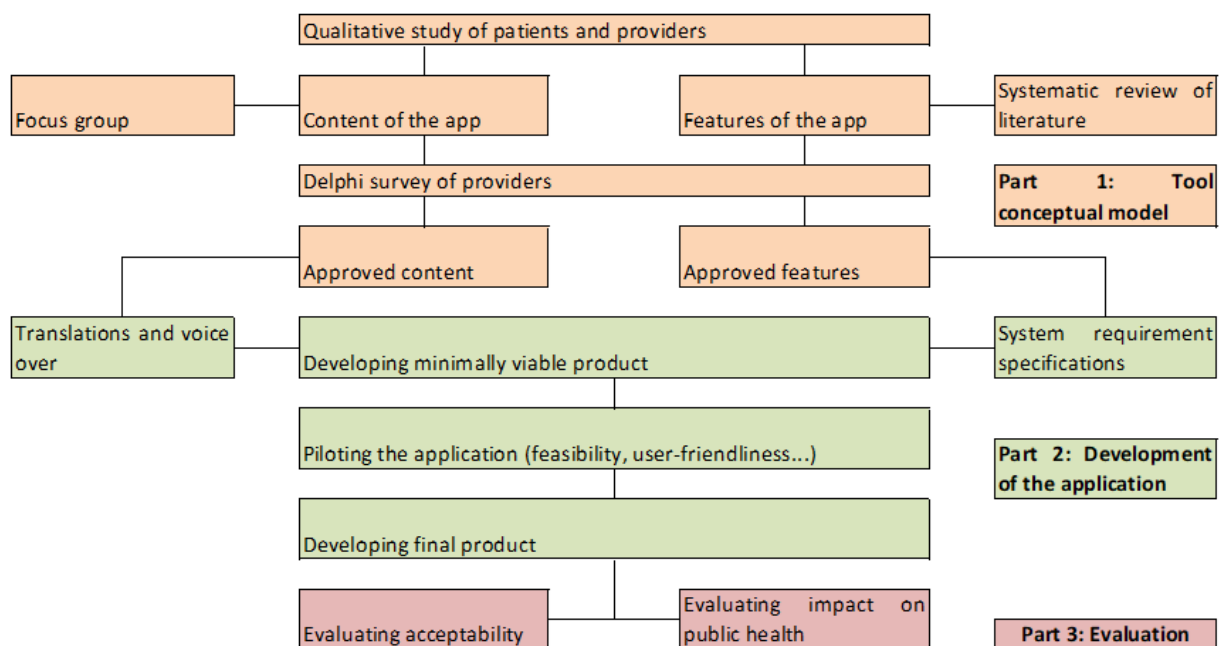 Qualitative study of patients and providers
Focus group
Content of the app
Features of the app
Systematic review of
literature
Delphi survey of providers
Part 1: Tool
conceptual model
Approved content
Approved features
Translations and voice
over
Developing minimally viable product
System requirement
specifications
Piloting the application (feasibility, user-friendliness...)
Part 2: Development
of the application
Developing final product
Evaluating acceptability
Evaluating impact on
public health
Part 3: Evaluation